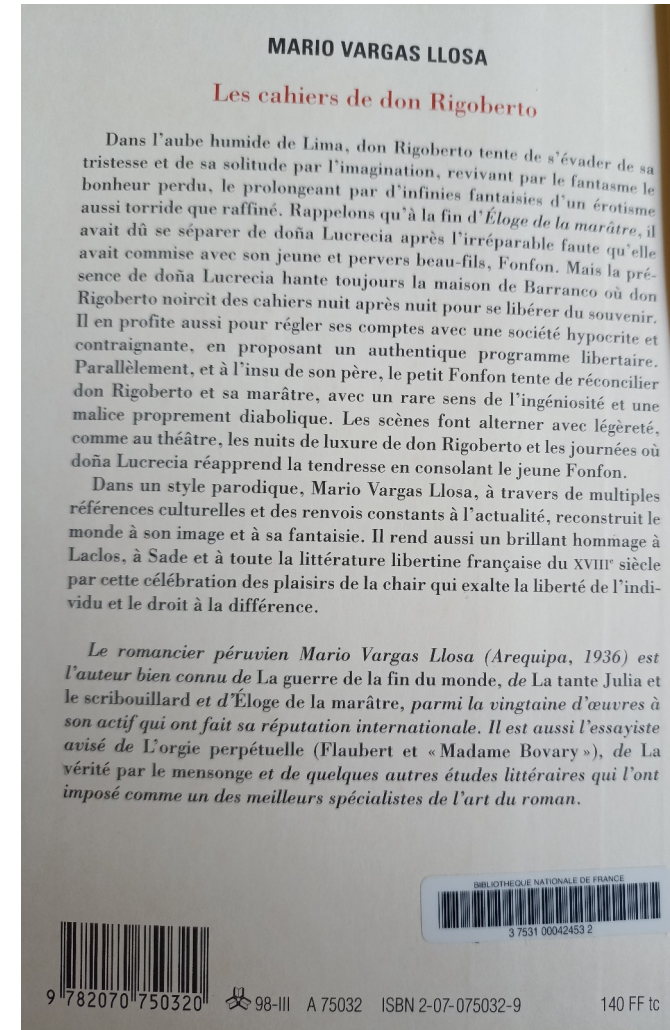 MARIO VARGAS LLOSA
Les cahiers de don Rigoberto
Dans l'aube humide de Lima, don Rigoberto tente de s'évader de sa
tristesse et de sa solitude par l'imagination, revivant par le fantasme le
bonheur perdu, le prolongeant par d'infinies fantaisies d'un érotisme
aussi torride que raffiné. Rappelons qu'à la fin d'Éloge de la marâtre, il
avait dû se séparer de doña Lucrecia après l'irréparable faute qu'elle
avait commise avec son jeune et pervers beau-fils, Fonfon. Mais la pré-
sence de doña Lucrecia hante toujours la maison de Barranco où don
Rigoberto noircit des cahiers nuit après nuit pour se libérer du souvenir.
Il en profite aussi pour régler ses comptes avec une société hypocrite et
contraignante, en proposant un authentique programme libertaire.
Parallèlement, et à l'insu de son père, le petit Fonfon tente de réconcilier
don Rigoberto et sa marâtre, avec un rare sens de l'ingéniosité et une
malice proprement diabolique. Les scènes font alterner avec légèreté,
comme au théâtre, les nuits de luxure de don Rigoberto et les journées où
doña Lucrecia réapprend la tendresse en consolant le jeune Fonfon.
Dans un style parodique, Mario Vargas Llosa, à travers de multiples
références culturelles et des renvois constants à l'actualité, reconstruit le
monde à son image et à sa fantaisie. Il rend aussi un brillant hommage à
Laclos, à Sade et à toute la littérature libertine française du XVIIIe siècle
par cette célébration des plaisirs de la chair qui exalte la liberté de l'indi-
vidu et le droit à la différence.
Le romancier péruvien Mario Vargas Llosa (Arequipa, 1936) est
l'auteur bien connu de La guerre de la fin du monde, de La tante Julia et
le scribouillard et d'Éloge de la marâtre, parmi la vingtaine d'œuvres à
son actif qui ont fait sa réputation internationale. Il est aussi l'essayiste
avisé de L'orgie perpétuelle (Flaubert et « Madame Bovary »), de La
vérité par le mensonge et de quelques autres études littéraires qui l'ont
imposé comme un des meilleurs spécialistes de l'art du roman.
BIBLIOTHEQUE NATIONALE DE FRANCE
3 7531 00042453 2
9 782070 750320
98-III A 75032 ISBN 2-07-075032-9 140 FF tc